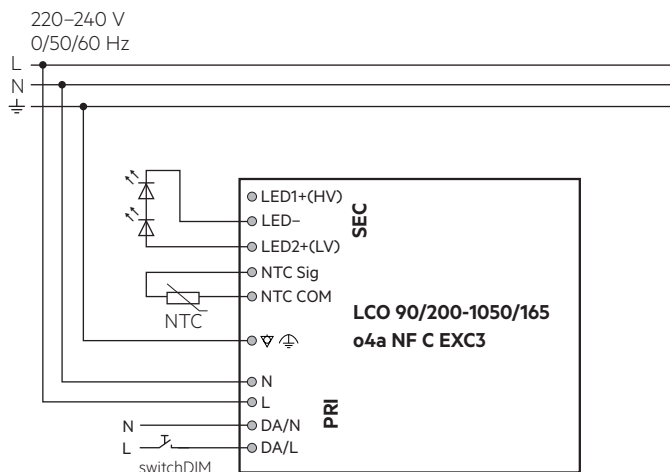 220–240 V
0/50/60 Hz
L
N
LED1+(HV)
LED–
LED2+(LV)
NTC Sig
NTC COM
NTC
SEC
LCO 90/200-1050/165
o4a NF C EXC3
N
L
PRI
N DA/N
L DA/L
switchDIM